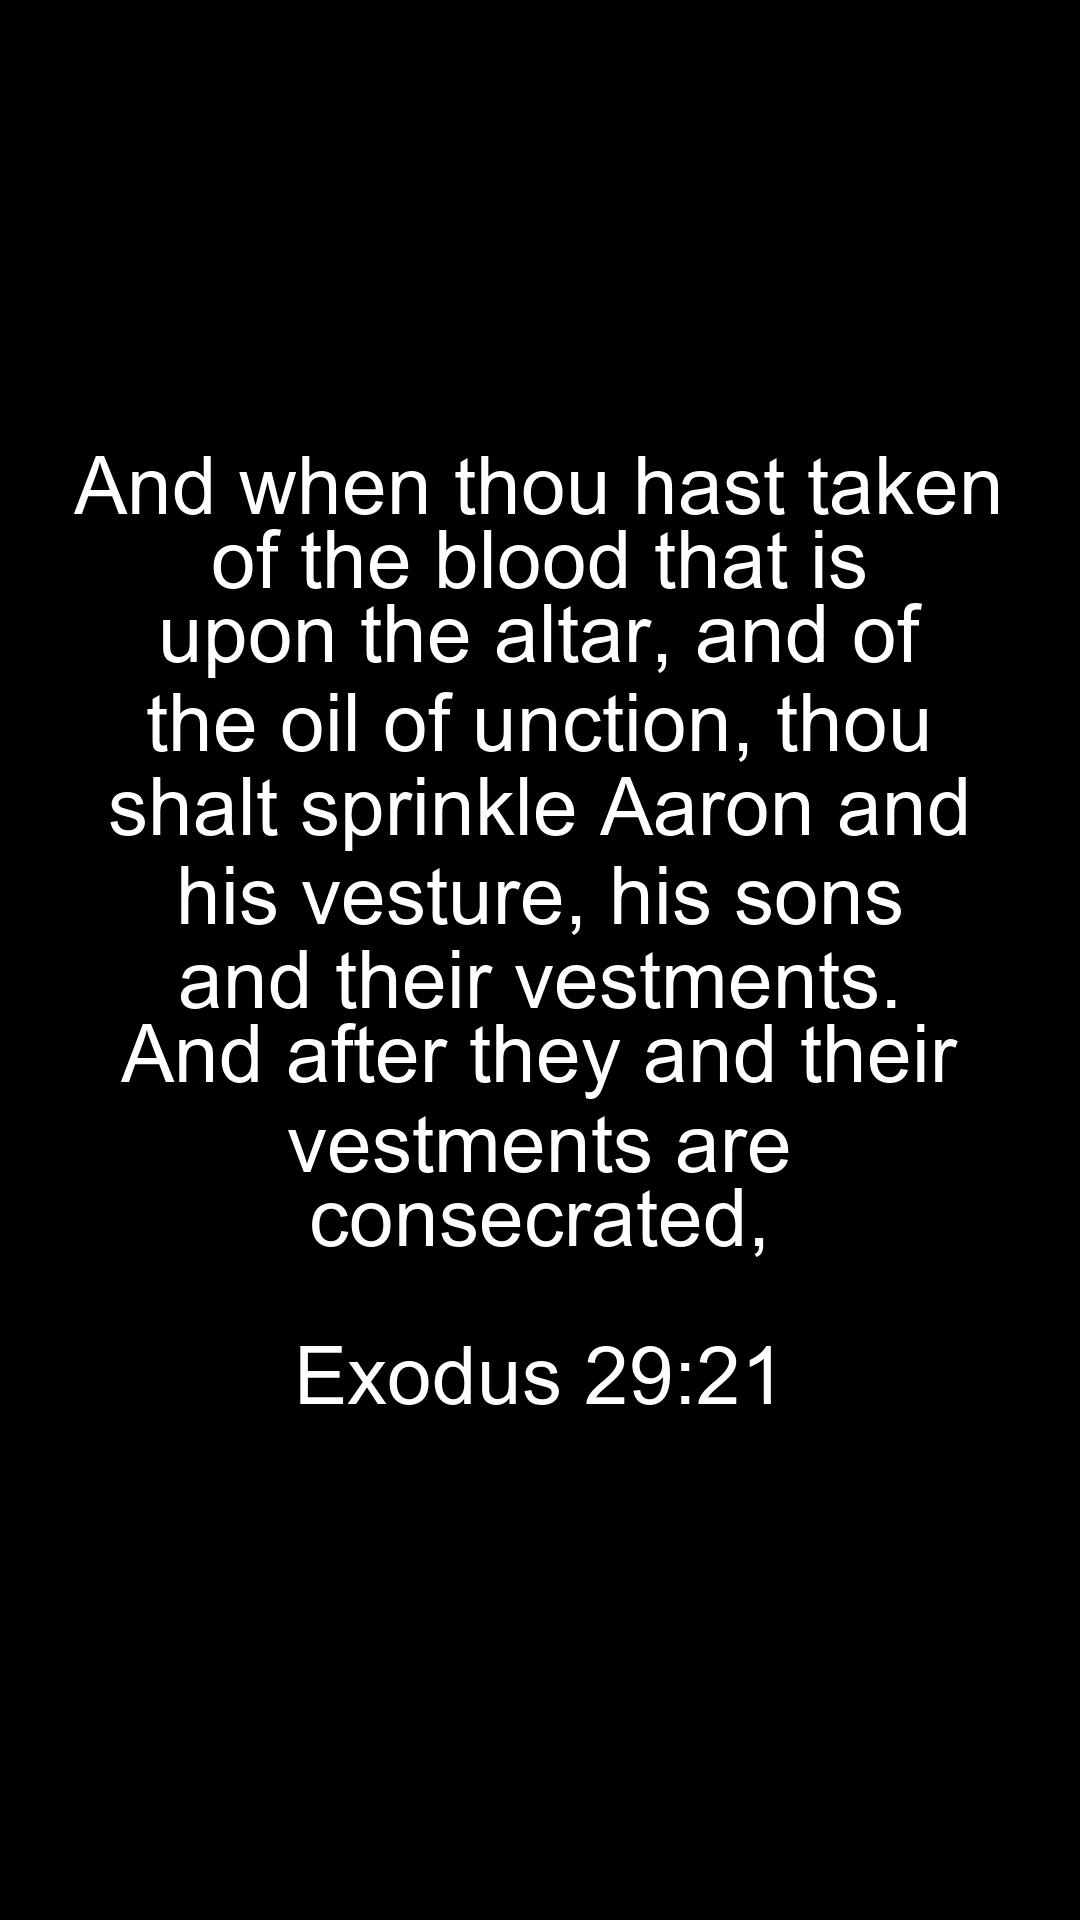 And when thou hast taken
of the blood that is
upon the altar, and of
the oil of unction, thou
shalt sprinkle Aaron and
his vesture, his sons
and their vestments.
And after they and their
vestments are
consecrated,
Exodus 29:21